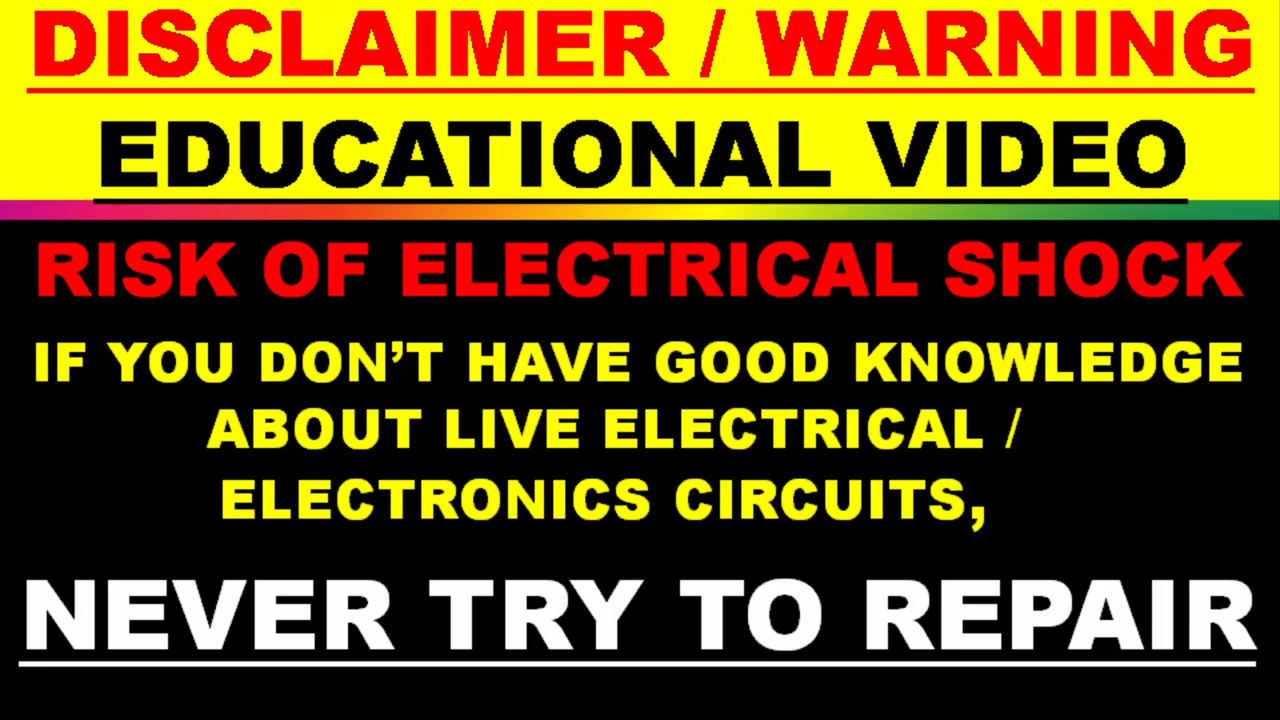 DISCLAIMER / WARNING
EDUCATIONAL VIDEO
RISK OF ELECTRICAL SHOCK
IF YOU DON’T HAVE GOOD KNOWLEDGE
ABOUT LIVE ELECTRICAL /
ELECTRONICS CIRCUITS,
NEVER TRY TO REPAIR